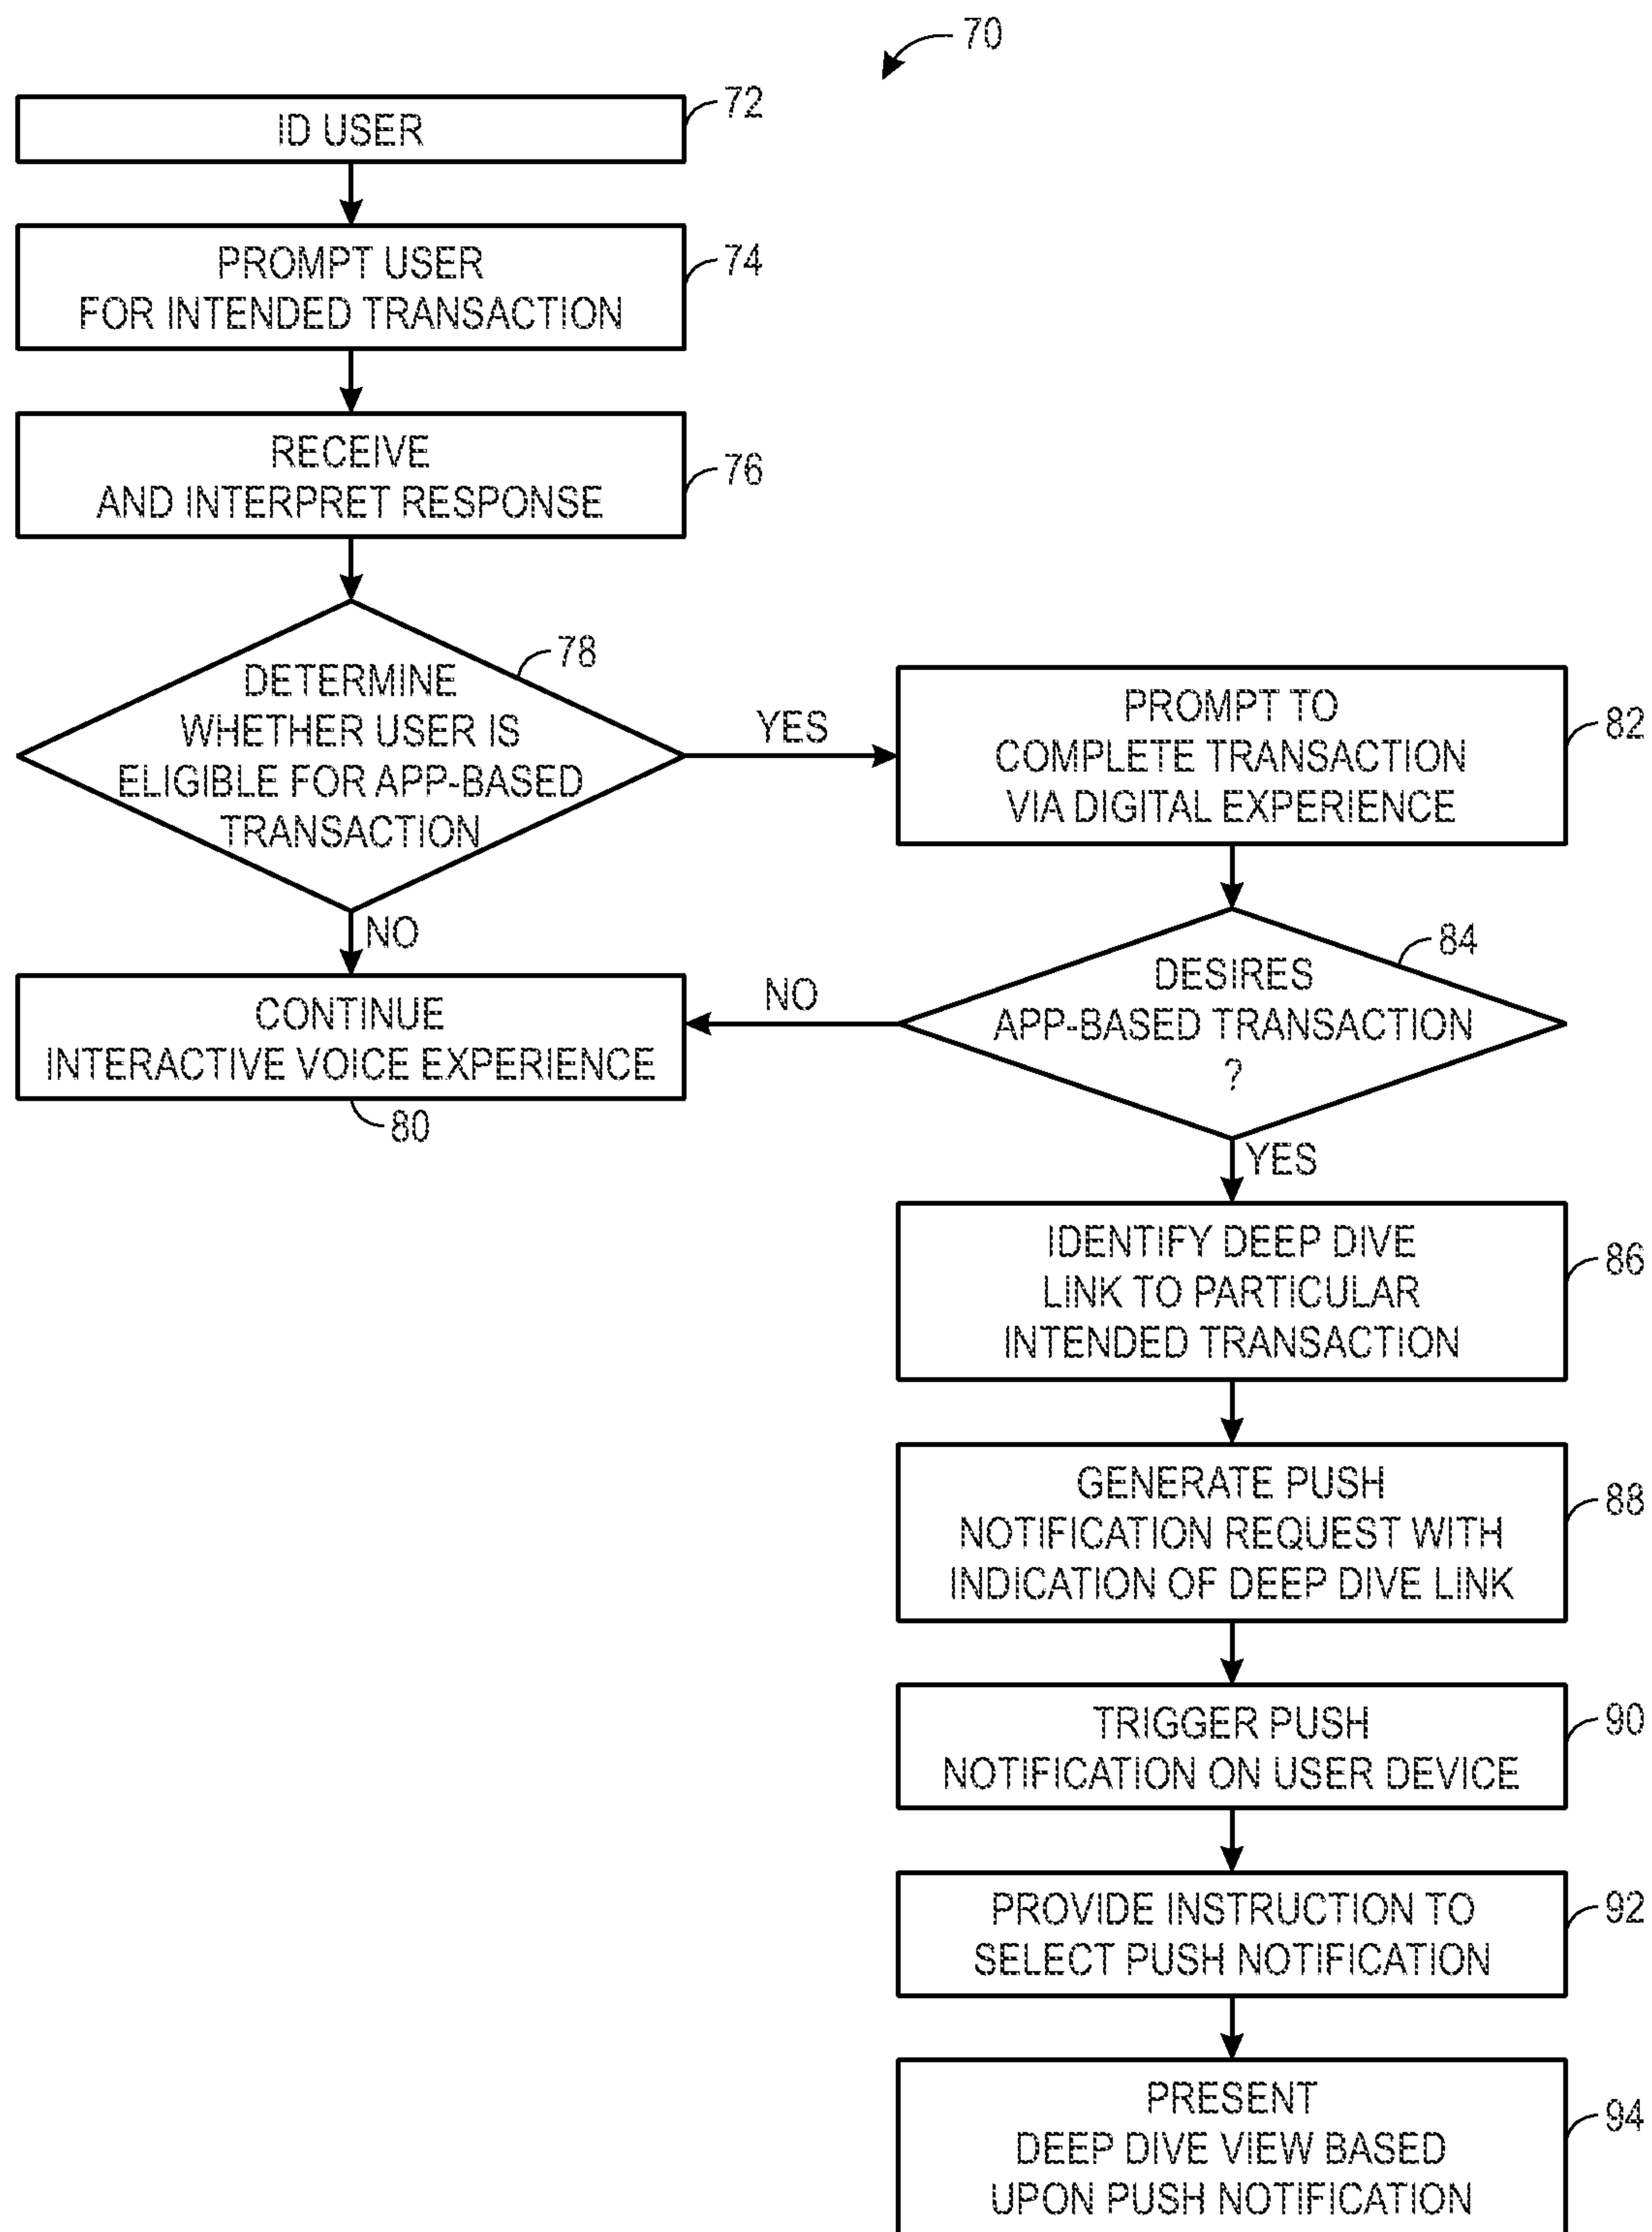 70
ID USER
72
PROMPT USER
FOR INTENDED TRANSACTION
74
RECEIVE
AND INTERPRET RESPONSE
76
DETERMINE
WHETHER USER IS
ELIGIBLE FOR APP-BASED
TRANSACTION
78
YES
NO
CONTINUE
INTERACTIVE VOICE EXPERIENCE
80
PROMPT TO
COMPLETE TRANSACTION
VIA DIGITAL EXPERIENCE
82
DESIRES
APP-BASED TRANSACTION
?
84
NO
YES
IDENTIFY DEEP DIVE
LINK TO PARTICULAR
INTENDED TRANSACTION
86
GENERATE PUSH
NOTIFICATION REQUEST WITH
INDICATION OF DEEP DIVE LINK
88
TRIGGER PUSH
NOTIFICATION ON USER DEVICE
90
PROVIDE INSTRUCTION TO
SELECT PUSH NOTIFICATION
92
PRESENT
DEEP DIVE VIEW BASED
UPON PUSH NOTIFICATION
94